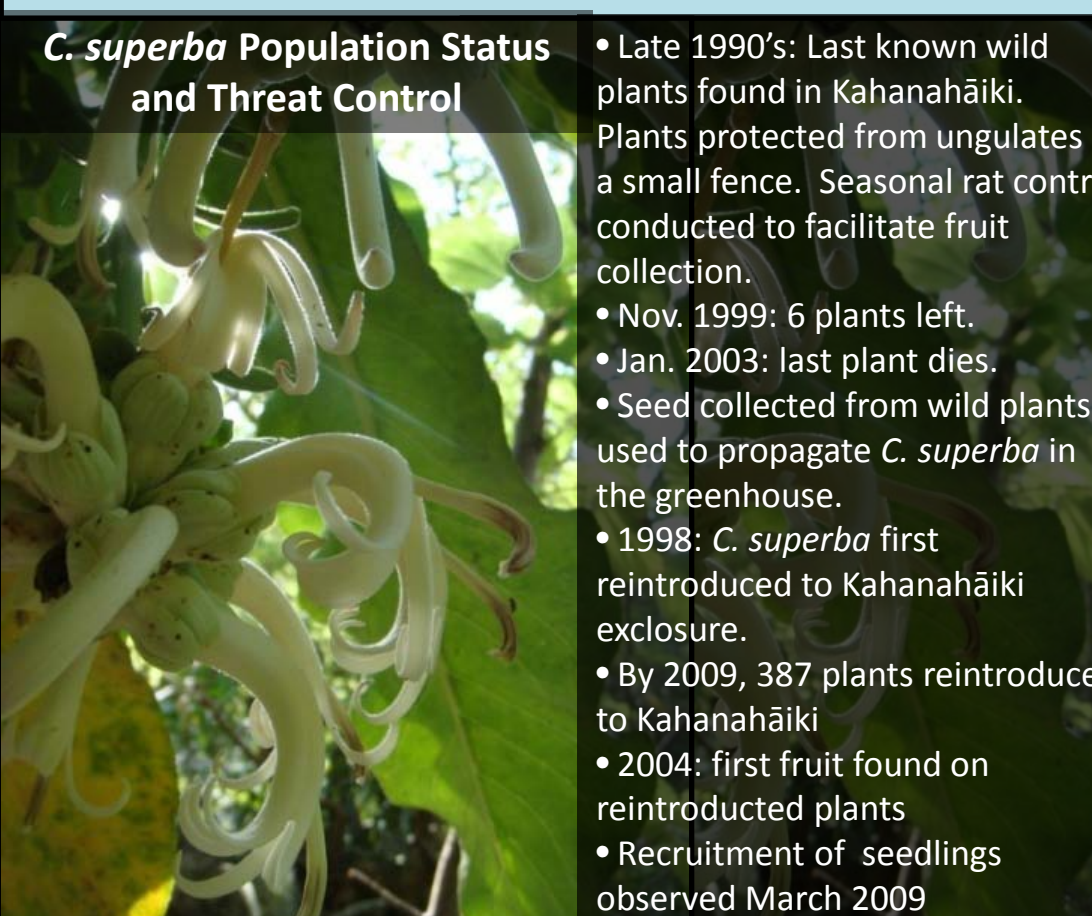 C. superba Population Status
and Threat Control
• Late 1990’s: Last known wild
plants found in Kahanahāiki.
Plants protected from ungulates
a small fence.  Seasonal rat contr
conducted to facilitate fruit
collection.
• Nov. 1999: 6 plants left.
• Jan. 2003: last plant dies.
• Seed collected from wild plants
used to propagate C. superba in
the greenhouse.
• 1998: C. superba first
reintroduced to Kahanahāiki
exclosure.
• By 2009, 387 plants reintroduce
to Kahanahāiki
• 2004: first fruit found on
reintroducted plants
• Recruitment of  seedlings
observed March 2009